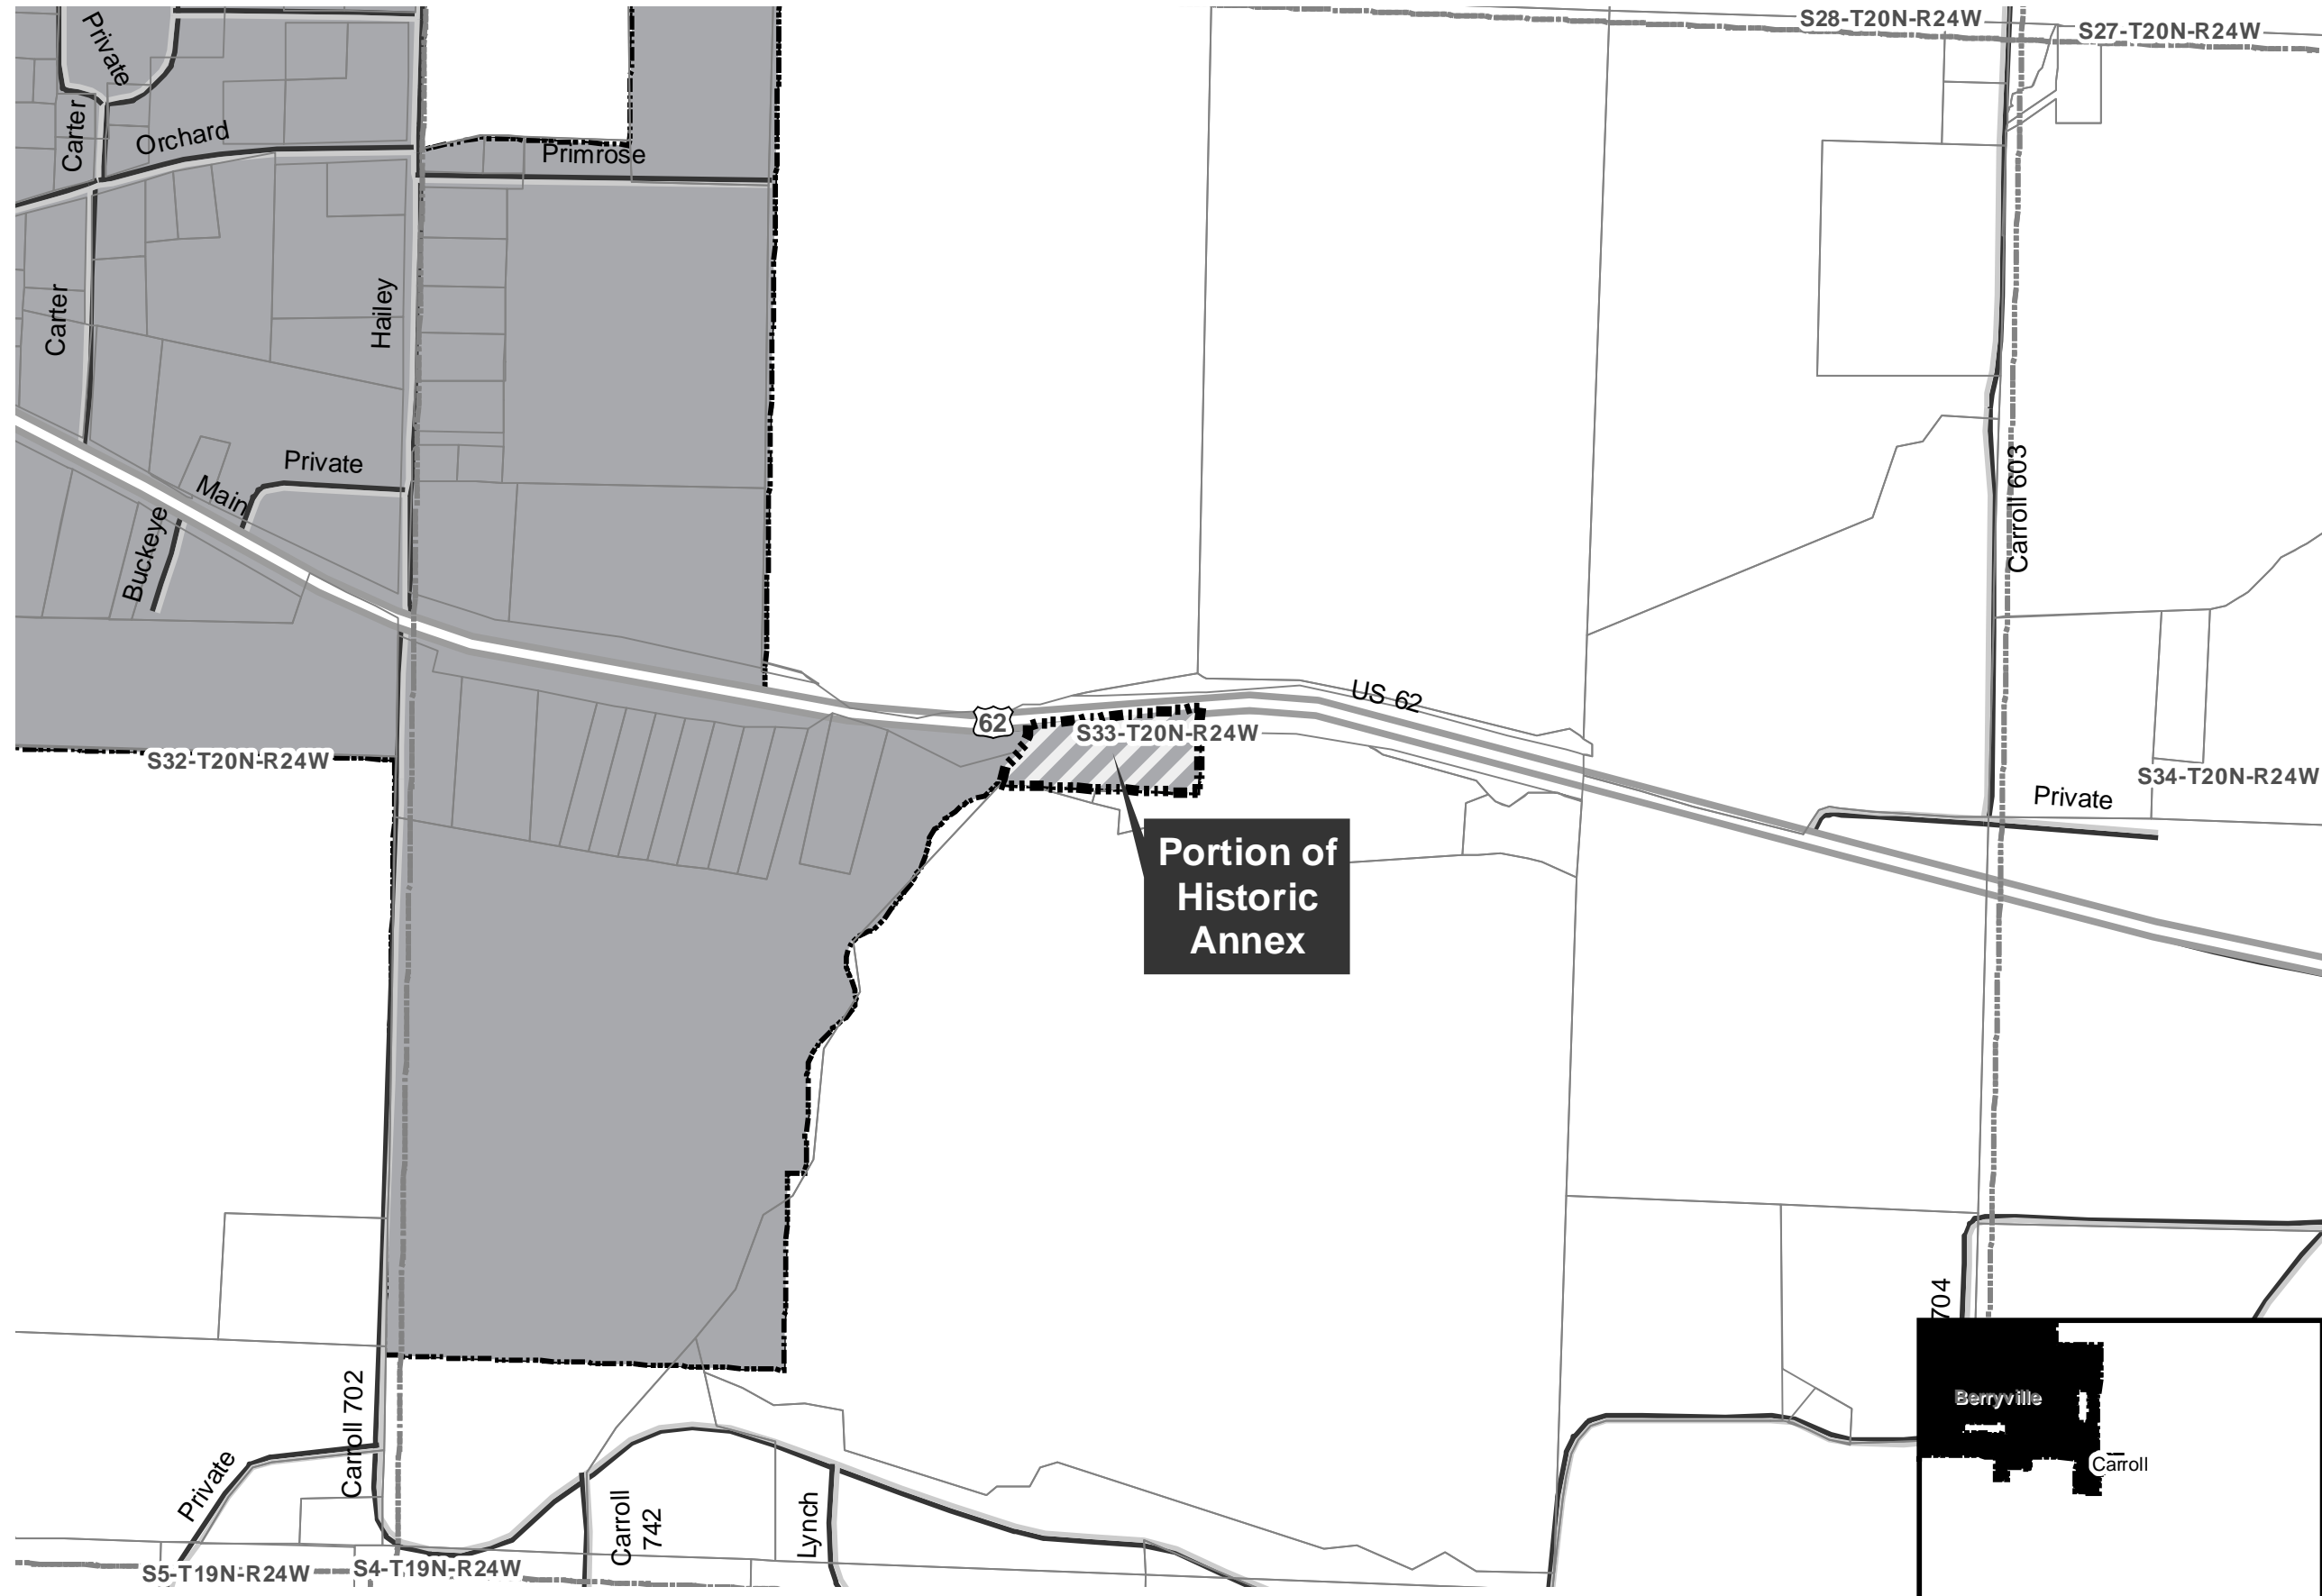 S28-T20N-R24W
S27-T20N-R24W
Private
Carter
Orchard
Primrose
Carter
Hailey
Private
Main
Buckeye
Carroll 603
US 62
62
S33-T20N-R24W
S32-T20N-R24W
S34-T20N-R24W
Private
Portion of
Historic
Annex
704
Berryville
Carroll
Carroll 702
Private
Carroll
742
Lynch
S5-T19N-R24W
S4-T19N-R24W